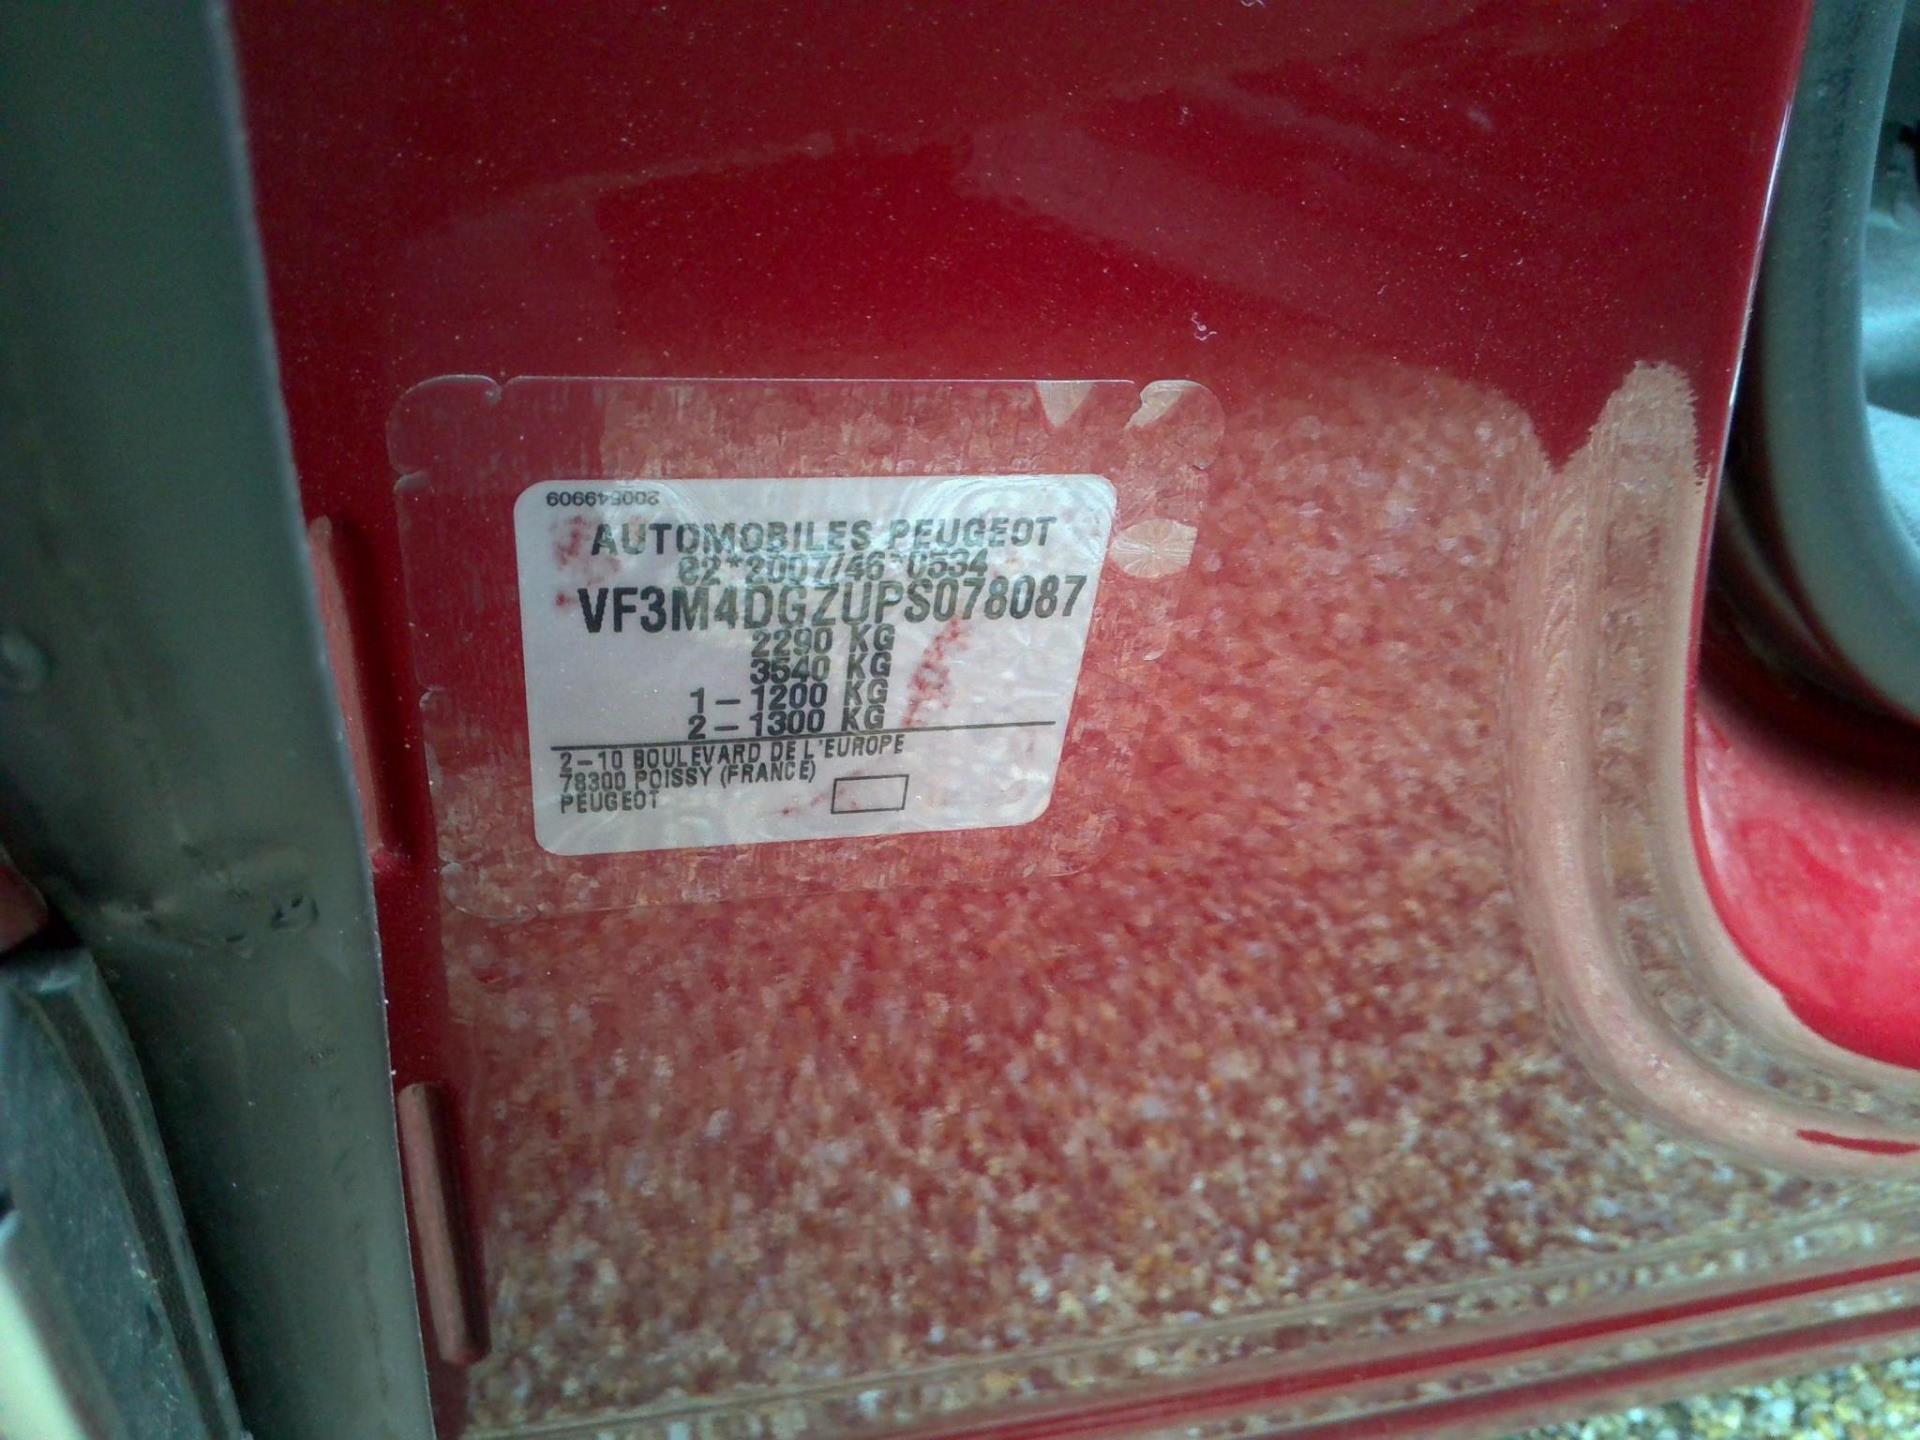 200549909
AUTOMOBILES PEUGEOT
e2*2007/46*0534
VF3M4DGZUPS078087
2290 KG
3540 KG
1 - 1200 KG
2 - 1300 KG
2-10 BOULEVARD DE L'EUROPE
78300 POISSY (FRANCE)
PEUGEOT